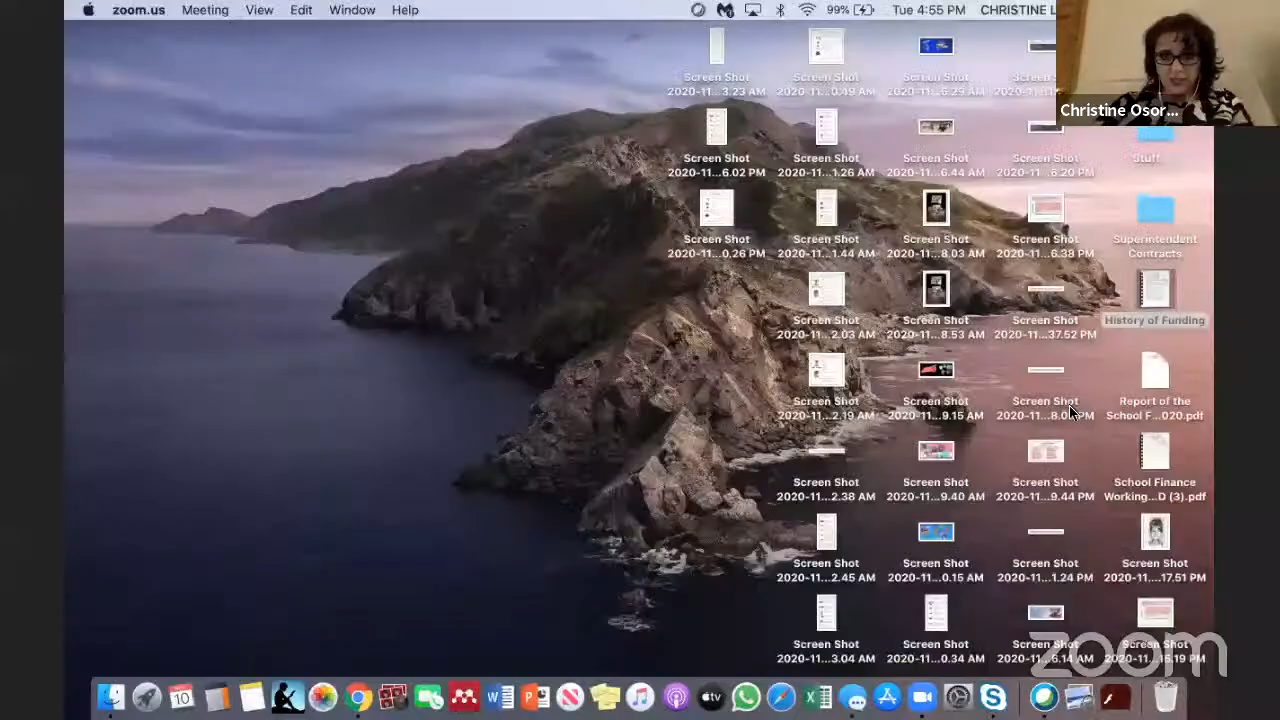 zoom.us Meeting View Edit Window Help 99% Tue 4:55 PM CHRISTINE L
Christine Osor...
Screen Shot
2020-11...3.23 AM
Screen Shot
2020-11...0.49 AM
Screen Shot
2020-11...6.29 AM
Stuff
Screen Shot
2020-11...6.02 PM
Screen Shot
2020-11...1.26 AM
Screen Shot
2020-11...6.44 AM
Screen Shot
2020-11...6.20 PM
Screen Shot
2020-11...0.26 PM
Screen Shot
2020-11...1.44 AM
Screen Shot
2020-11...8.03 AM
Screen Shot
2020-11...6.38 PM
Superintendent
Contracts
Screen Shot
2020-11...2.03 AM
Screen Shot
2020-11...8.53 AM
Screen Shot
2020-11...37.52 PM
History of Funding
Screen Shot
2020-11...2.19 AM
Screen Shot
2020-11...9.15 AM
Screen Shot
Report of the
School F...020.pdf
Screen Shot
2020-11...2.38 AM
Screen Shot
2020-11...9.40 AM
Screen Shot
2020-11...9.44 PM
School Finance
Working...D (3).pdf
Screen Shot
2020-11...2.45 AM
Screen Shot
2020-11...0.15 AM
Screen Shot
2020-11...1.24 PM
Screen Shot
2020-11,...17.51 PM
Screen Shot
2020-11...3.04 AM
Screen Shot
2020-11...0.34 AM
Screen Shot
2020-11...6.14 AM
Screen Shot
zoom
10
tv